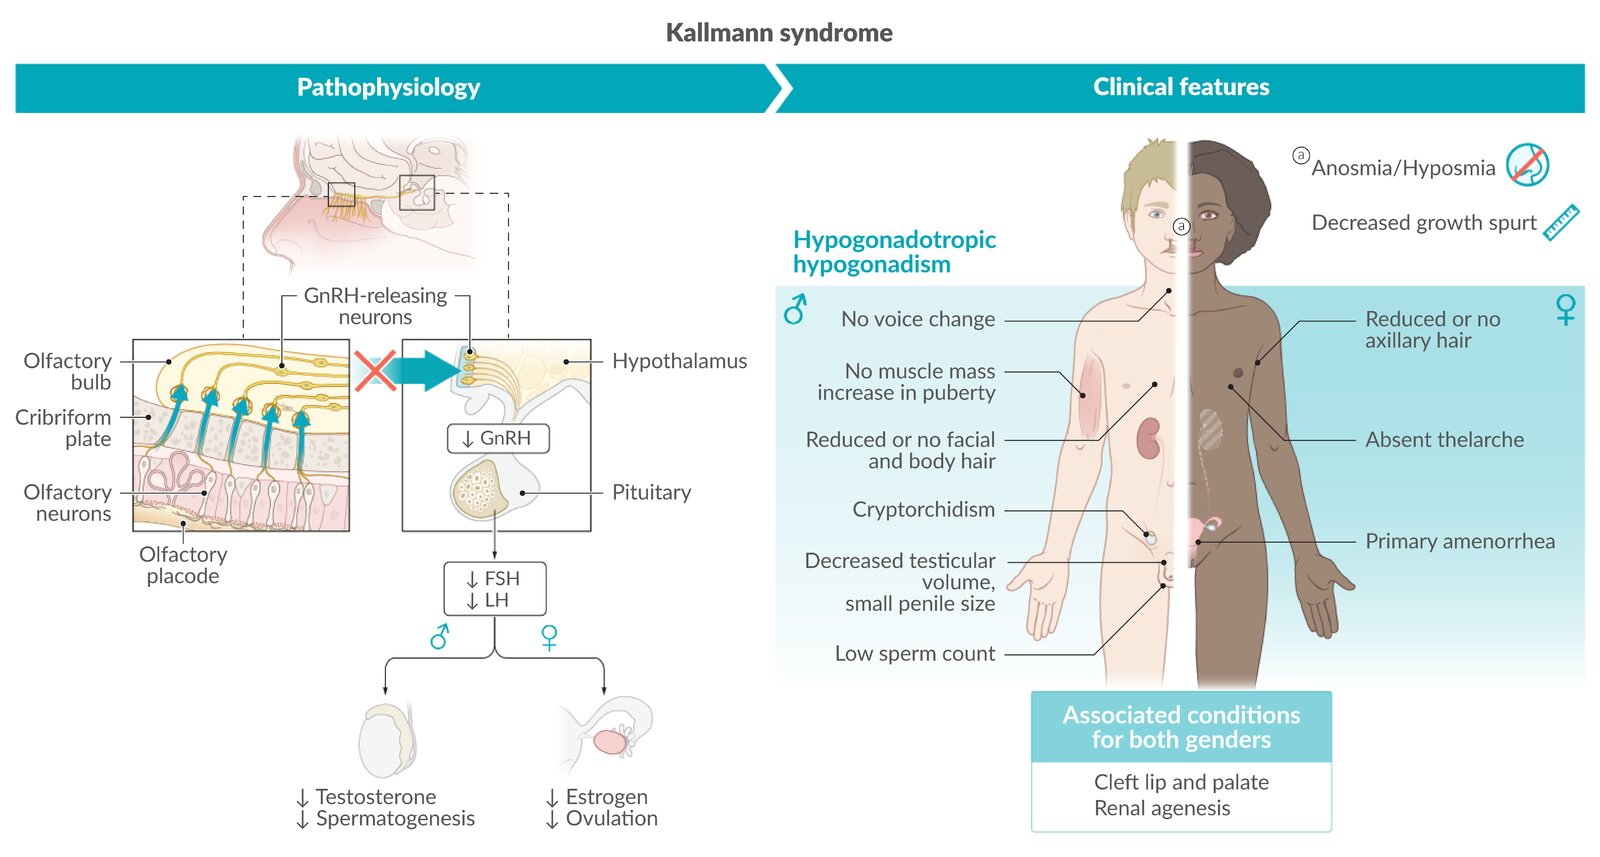 Kallmann syndrome
Pathophysiology
Clinical features
GnRH-releasing
neurons
Olfactory
bulb
Cribriform
plate
Olfactory
neurons
Olfactory
placode
Hypothalamus
↓ GnRH
Pituitary
↓ FSH
↓ LH
♂
♀
↓ Testosterone
↓ Spermatogenesis
↓ Estrogen
↓ Ovulation
a Anosmia/Hyposmia
Decreased growth spurt
a
Hypogonadotropic
hypogonadism
♂
♀
No voice change
No muscle mass
increase in puberty
Reduced or no facial
and body hair
Cryptorchidism
Decreased testicular
volume,
small penile size
Low sperm count
Reduced or no
axillary hair
Absent thelarche
Primary amenorrhea
Associated conditions
for both genders
Cleft lip and palate
Renal agenesis